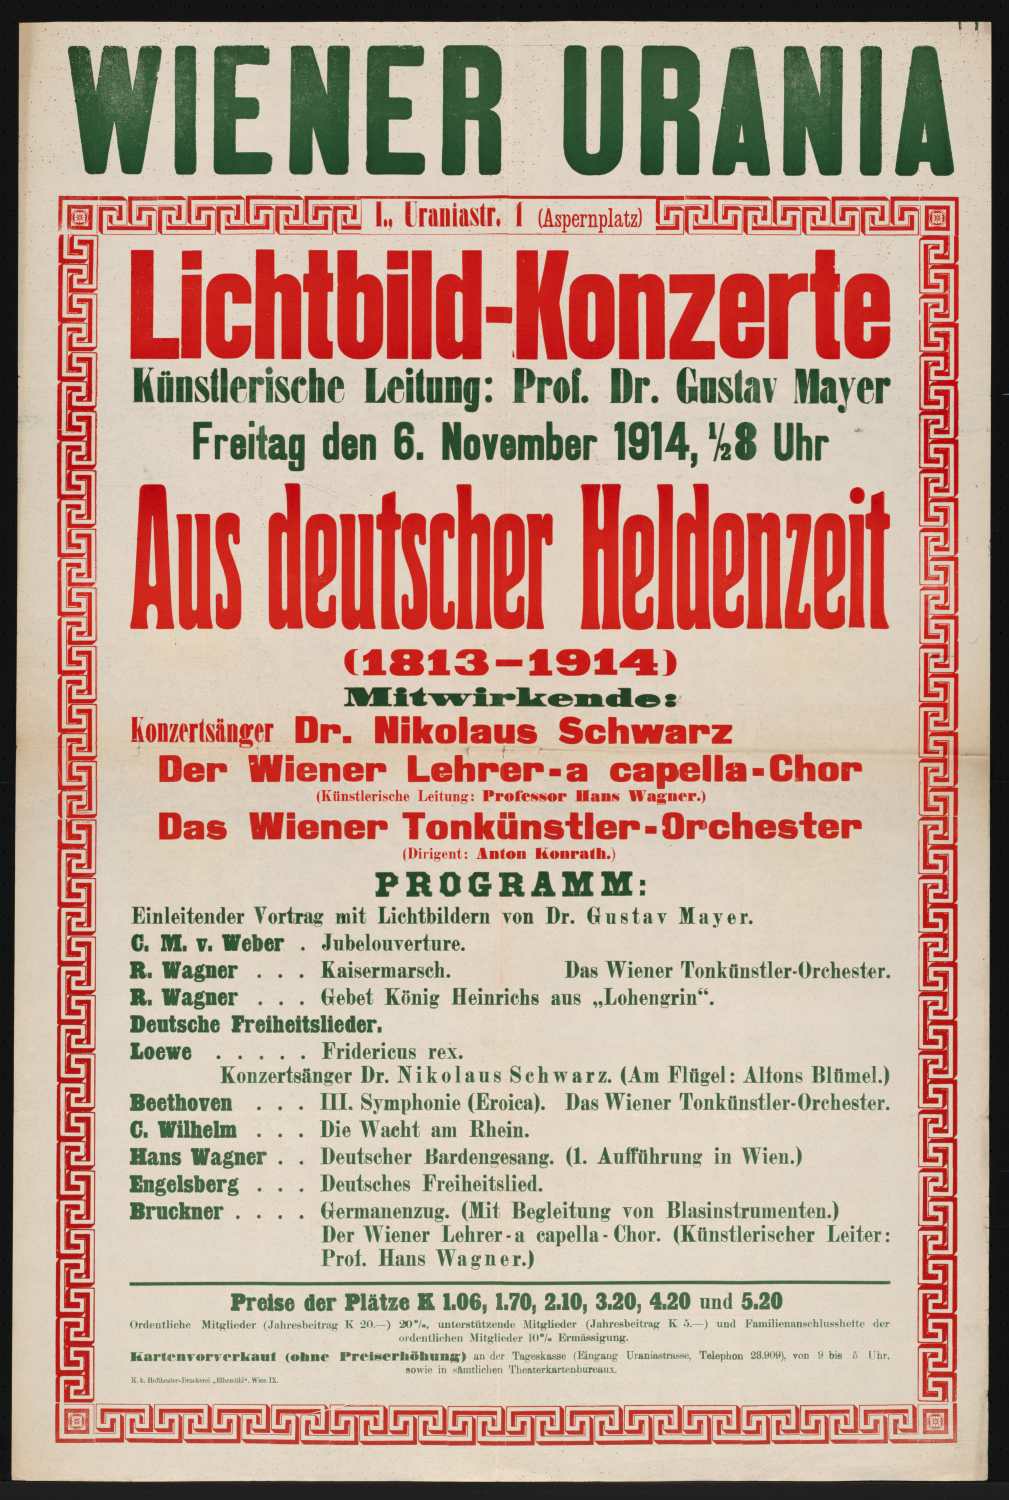 WIENER URANIA
I., Uraniastr. 1 (Aspernplatz)
Lichtbild-Konzerte
Künstlerische Leitung: Prof. Dr. Gustav Mayer
Freitag den 6. November 1914, ½8 Uhr
Aus deutscher Heldenzeit
(1813–1914)
Mitwirkende:
Konzertsänger Dr. Nikolaus Schwarz
Der Wiener Lehrer-a capella-Chor
(Künstlerische Leitung: Professor Hans Wagner.)
Das Wiener Tonkünstler-Orchester
(Dirigent: Anton Konrath.)
PROGRAMM:
Einleitender Vortrag mit Lichtbildern von Dr. Gustav Mayer.
C. M. v. Weber . Jubelouverture.
R. Wagner . . . Kaisermarsch. Das Wiener Tonkünstler-Orchester.
R. Wagner . . . Gebet König Heinrichs aus „Lohengrin“.
Deutsche Freiheitslieder.
Loewe . . . . . Fridericus rex.
Konzertsänger Dr. Nikolaus Schwarz. (Am Flügel: Alfons Blümel.)
Beethoven . . . III. Symphonie (Eroica). Das Wiener Tonkünstler-Orchester.
C. Wilhelm . . . Die Wacht am Rhein.
Hans Wagner . . Deutscher Bardengesang. (1. Aufführung in Wien.)
Engelsberg . . . Deutsches Freiheitslied.
Bruckner . . . . Germanenzug. (Mit Begleitung von Blasinstrumenten.)
Der Wiener Lehrer-a capella-Chor. (Künstlerischer Leiter:
Prof. Hans Wagner.)
Preise der Plätze K 1.06, 1.70, 2.10, 3.20, 4.20 und 5.20
Ordentliche Mitglieder (Jahresbeitrag K 20.—) 20%, unterstützende Mitglieder (Jahresbeitrag K 5.—) und Familienanschlusshefte der
ordentlichen Mitglieder 10% Ermässigung.
Kartenvorverkauf (ohne Preiserhöhung) an der Tageskasse (Eingang Uraniastrasse, Telephon 23.909), von 9 bis 5 Uhr,
sowie in sämtlichen Theaterkartenbureaux.
K. k. Hoftheater-Druckerei „Elbemühl“, Wien IX.